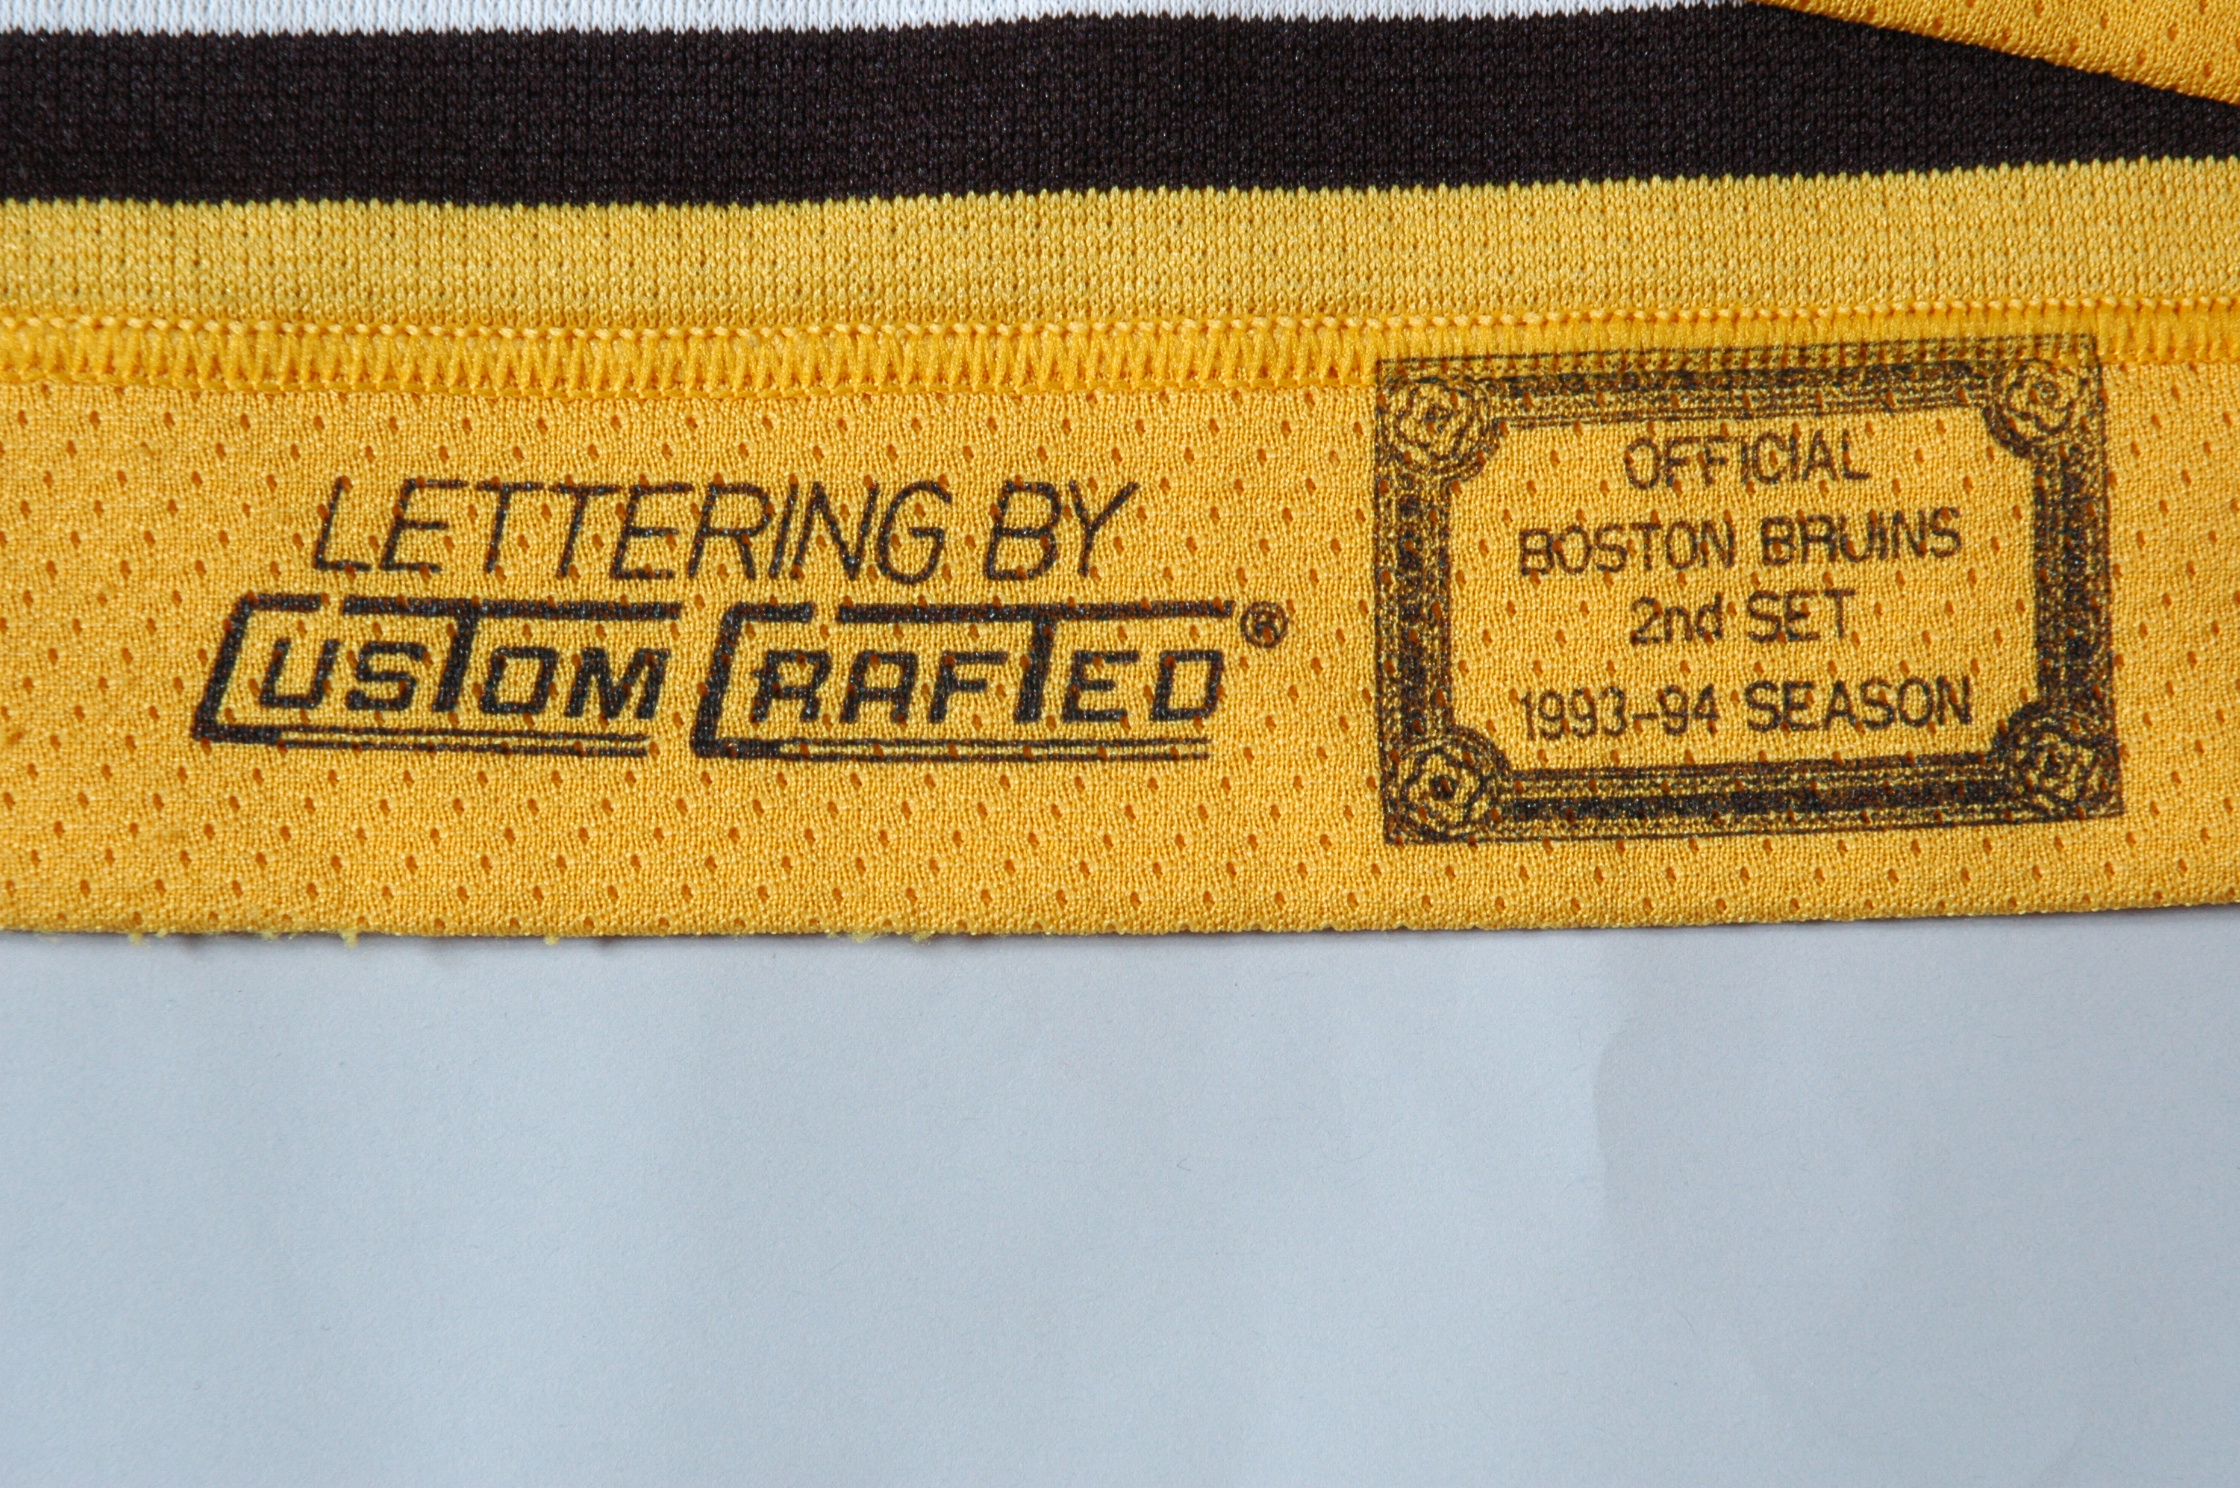 LETTERING BY
CUSTOM CRAFTED®
OFFICIAL
BOSTON BRUINS
2nd SET
1993-94 SEASON